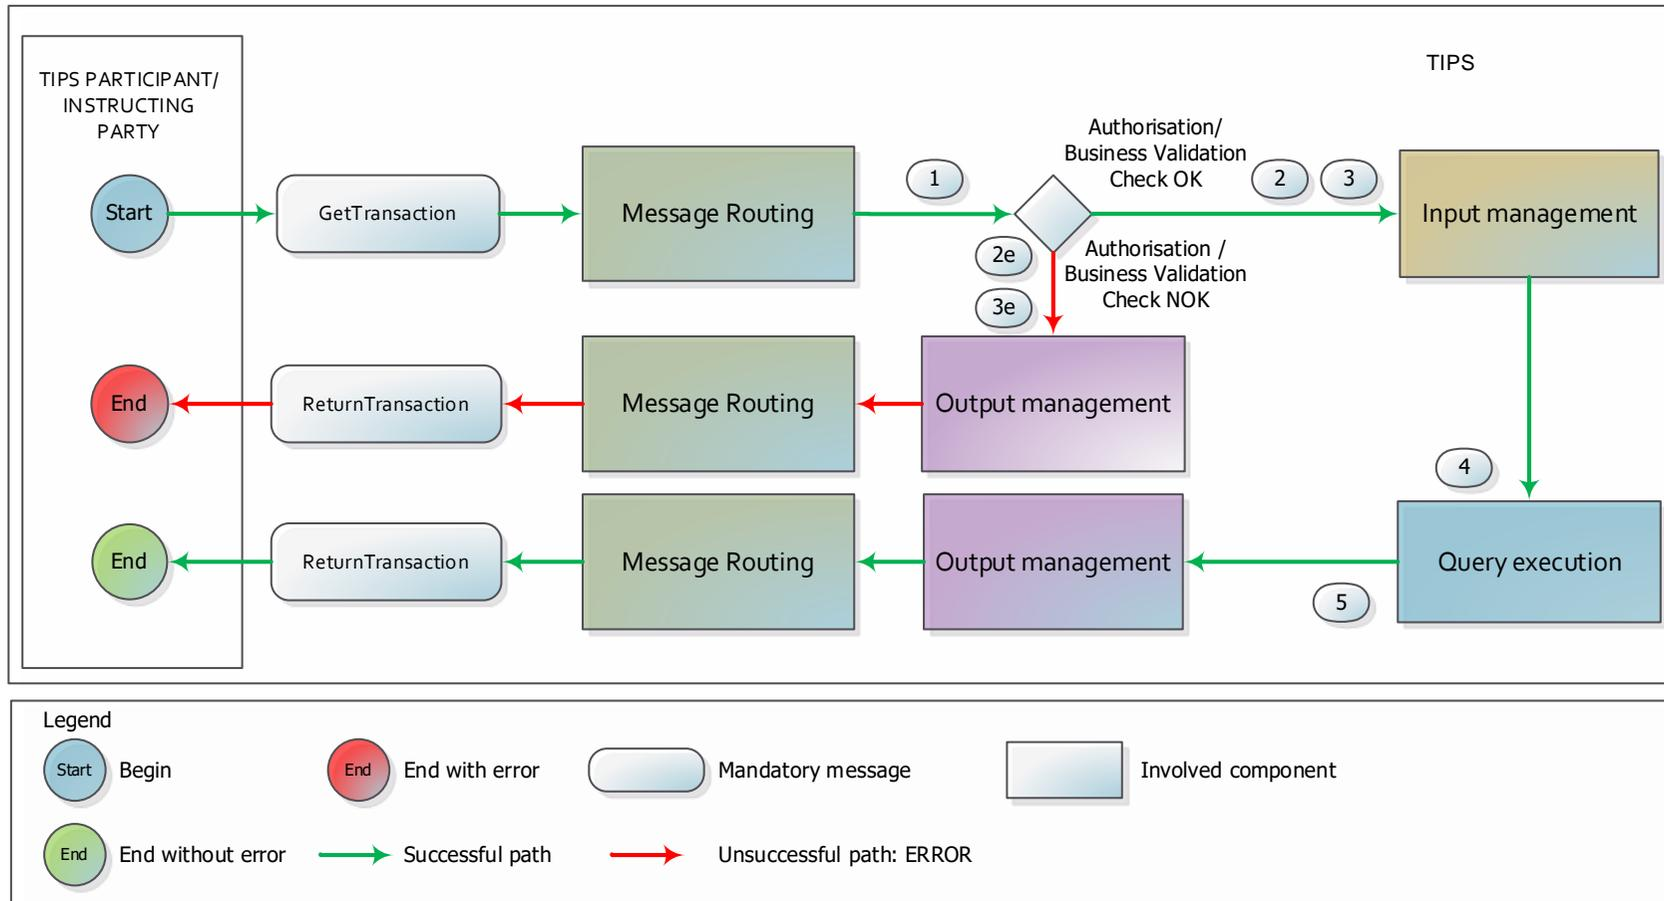 TIPS PARTICIPANT/
INSTRUCTING
PARTY
TIPS
Authorisation/
Business Validation
Check OK
Start
GetTransaction
Message Routing
1
2
3
Input management
2e
3e
Authorisation /
Business Validation
Check NOK
End
ReturnTransaction
Message Routing
Output management
4
End
ReturnTransaction
Message Routing
Output management
5
Query execution
Legend
Start
Begin
End
End with error
Mandatory message
Involved component
End
End without error
Successful path
Unsuccessful path: ERROR